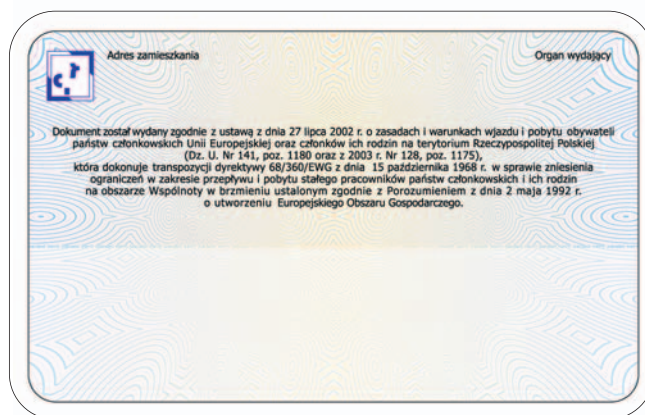 Adres zamieszkania
Organ wydający
Dokument został wydany zgodnie z ustawą z dnia 27 lipca 2002 r. o zasadach i warunkach wjazdu i pobytu obywateli
państw członkowskich Unii Europejskiej oraz członków ich rodzin na terytorium Rzeczypospolitej Polskiej
(Dz. U. Nr 141, poz. 1180 oraz z 2003 r. Nr 128, poz. 1175),
która dokonuje transpozycji dyrektywy 68/360/EWG z dnia 15 października 1968 r. w sprawie zniesienia
ograniczeń w zakresie przepływu i pobytu stałego pracowników państw członkowskich i ich rodzin
na obszarze Wspólnoty w brzmieniu ustalonym zgodnie z Porozumieniem z dnia 2 maja 1992 r.
o utworzeniu Europejskiego Obszaru Gospodarczego.